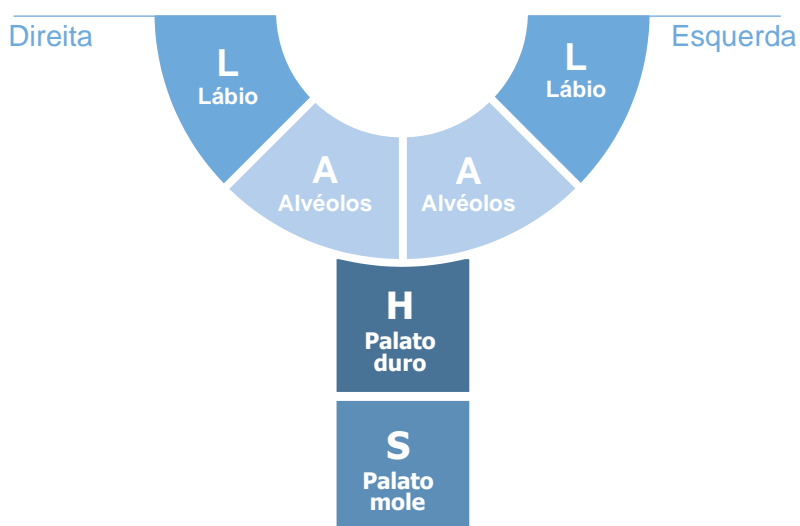 Direita
Esquerda
L
Lábio
L
Lábio
A
Alvéolos
A
Alvéolos
H
Palato
duro
S
Palato
mole